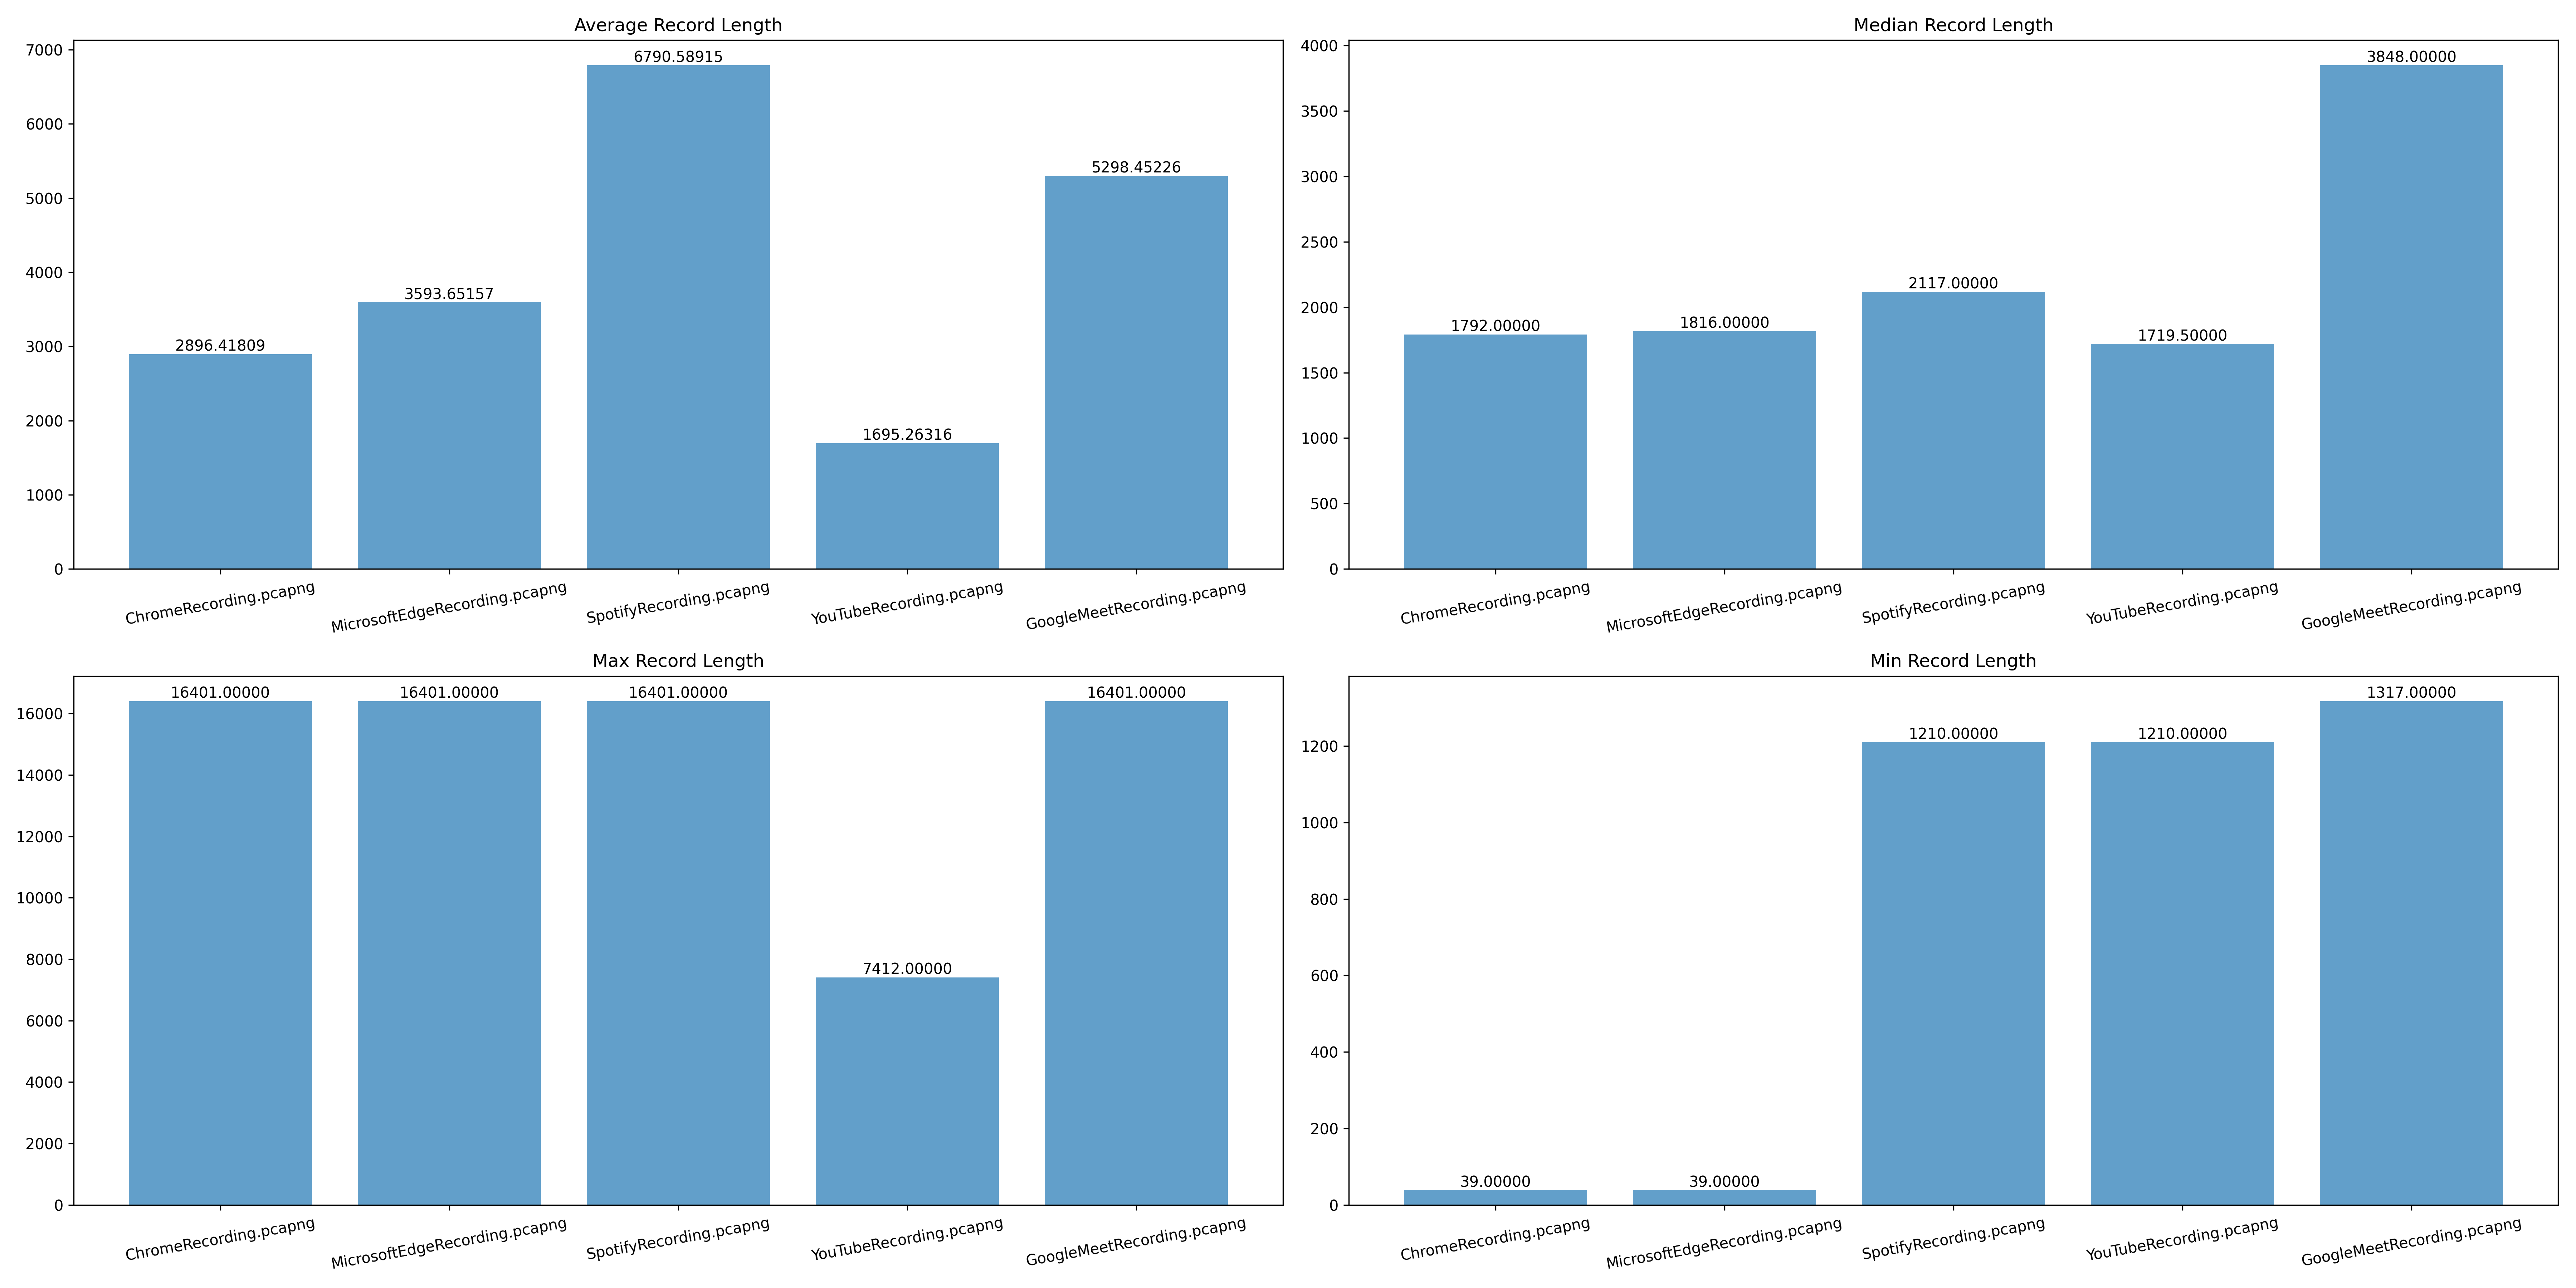 Average Record Length
7000
6000
5000
4000
3000
2000
1000
0
2896.41809
3593.65157
6790.58915
1695.26316
5298.45226
ChromeRecording.pcapng
MicrosoftEdgeRecording.pcapng
SpotifyRecording.pcapng
YouTubeRecording.pcapng
GoogleMeetRecording.pcapng
Median Record Length
4000
3500
3000
2500
2000
1500
1000
500
0
1792.00000
1816.00000
2117.00000
1719.50000
3848.00000
ChromeRecording.pcapng
MicrosoftEdgeRecording.pcapng
SpotifyRecording.pcapng
YouTubeRecording.pcapng
GoogleMeetRecording.pcapng
Max Record Length
16000
14000
12000
10000
8000
6000
4000
2000
0
16401.00000
16401.00000
16401.00000
7412.00000
16401.00000
ChromeRecording.pcapng
MicrosoftEdgeRecording.pcapng
SpotifyRecording.pcapng
YouTubeRecording.pcapng
GoogleMeetRecording.pcapng
Min Record Length
1200
1000
800
600
400
200
0
39.00000
39.00000
1210.00000
1210.00000
1317.00000
ChromeRecording.pcapng
MicrosoftEdgeRecording.pcapng
SpotifyRecording.pcapng
YouTubeRecording.pcapng
GoogleMeetRecording.pcapng